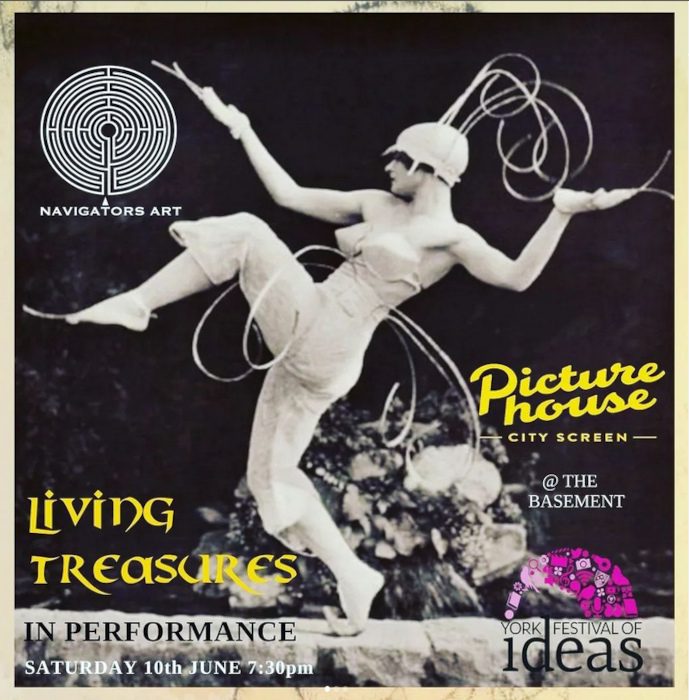 NAVIGATORS ART
Picture
house
CITY SCREEN
@ THE
BASEMENT
LIVING
TREASURES
IN PERFORMANCE
SATURDAY 10th JUNE 7:30pm
YORK FESTIVAL OF
ideas